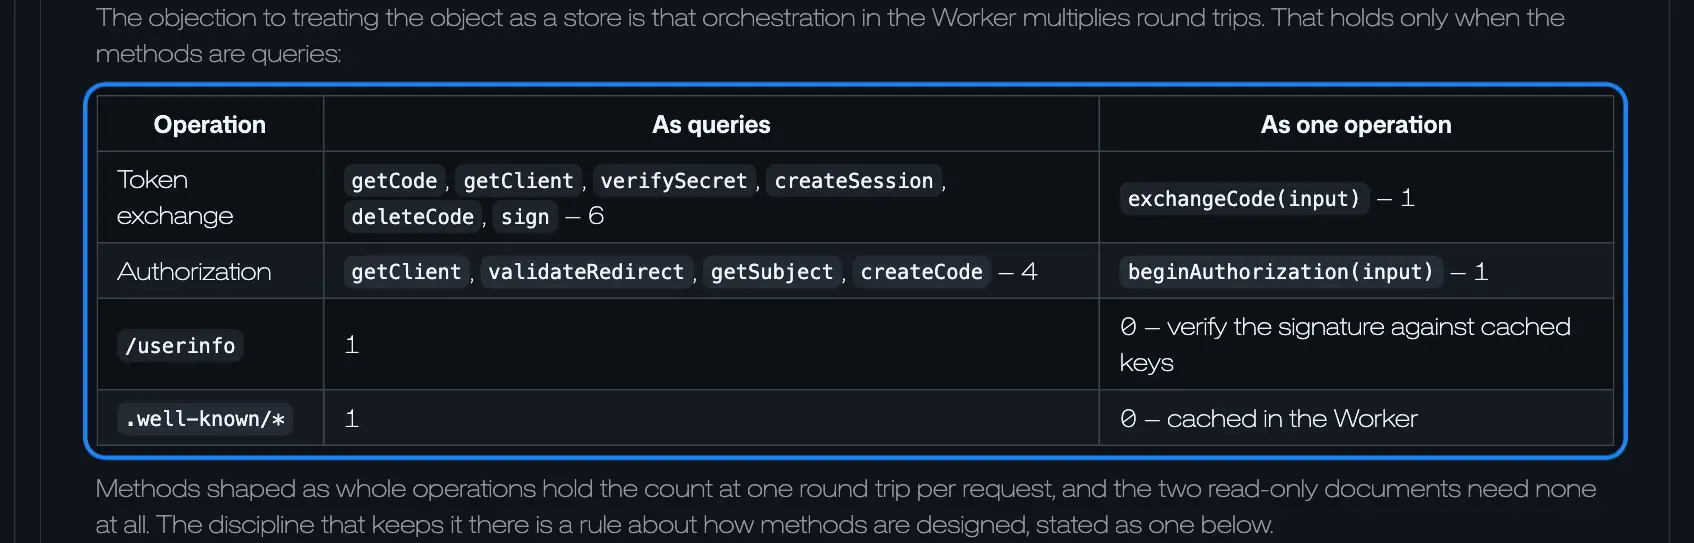 The objection to treating the object as a store is that orchestration in the Worker multiplies round trips. That holds only when the
methods are queries:
Operation As queries As one operation
Token exchange getCode, getClient, verifySecret, createSession, deleteCode, sign – 6 exchangeCode(input) – 1
Authorization getClient, validateRedirect, getSubject, createCode – 4 beginAuthorization(input) – 1
/userinfo 1 0 – verify the signature against cached keys
.well-known/* 1 0 – cached in the Worker
Methods shaped as whole operations hold the count at one round trip per request, and the two read-only documents need none
at all. The discipline that keeps it there is a rule about how methods are designed, stated as one below.